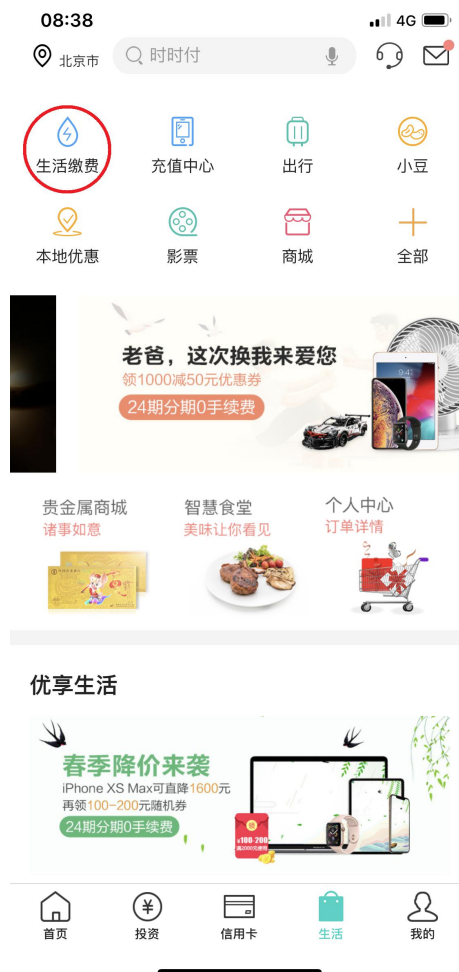 08:38
4G
北京市
时时付
生活缴费
充值中心
出行
小豆
本地优惠
影票
商城
全部
老爸，这次换我来爱您
领1000减50元优惠券
24期分期0手续费
9:41
贵金属商城
诸事如意
智慧食堂
美味让你看见
个人中心
订单详情
优享生活
春季降价来袭
iPhone XS Max可直降1600元
再领100-200元随机券
24期分期0手续费
¥100-200
首页
投资
信用卡
生活
我的